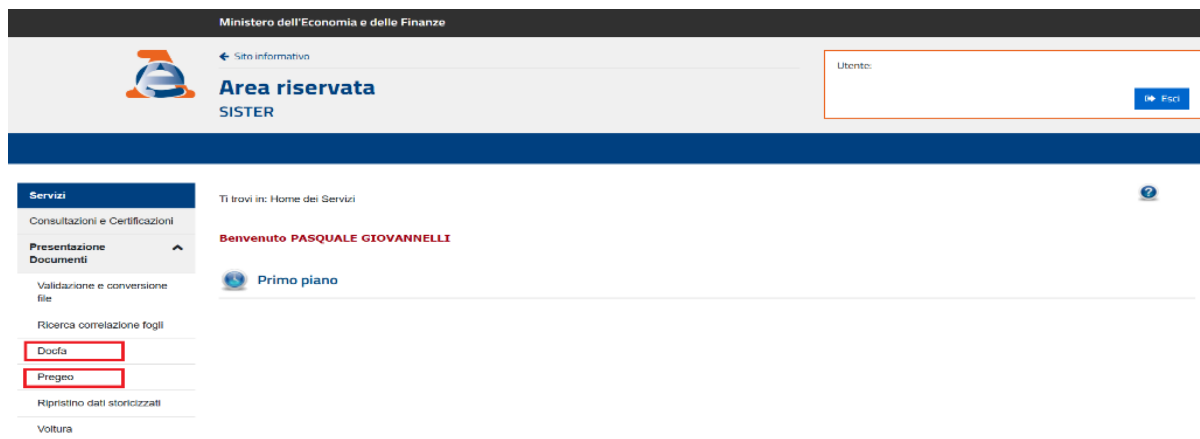 Ministero dell'Economia e delle Finanze
Sito informativo
Area riservata
SISTER
Utente:
Esci
Servizi
Consultazioni e Certificazioni
Presentazione
Documenti
Validazione e conversione
file
Ricerca correlazione fogli
Docfa
Pregeo
Ripristino dati storicizzati
Voltura
Ti trovi in: Home dei Servizi
?
Benvenuto PASQUALE GIOVANNELLI
Primo piano